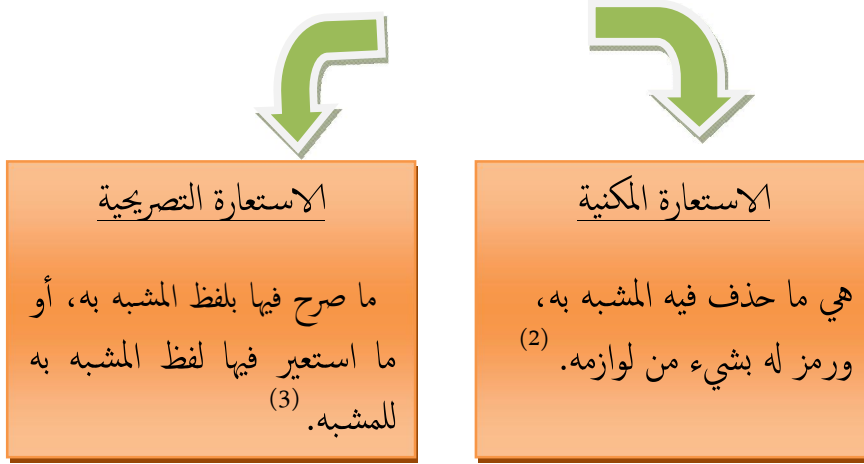 الاستعارة المكنية
هي ما حذف فيه المشبه به،
ورمز له بشيء من لوازمه. (2)
الاستعارة التصريحية
ما صرح فيها بلفظ المشبه به، أو
ما استعير فيها لفظ المشبه به
للمشبه. (3)